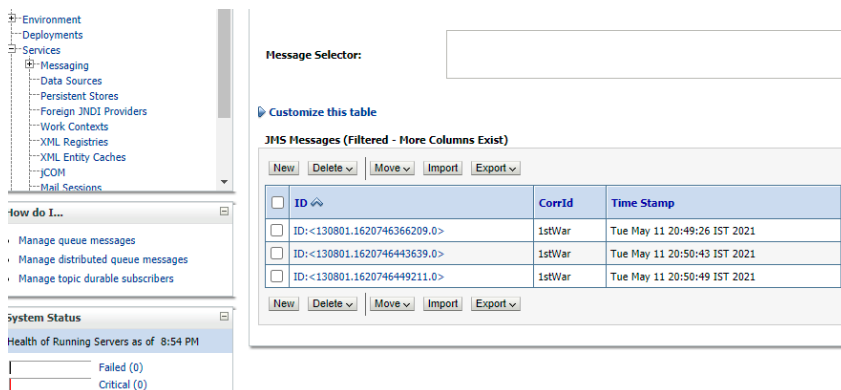 Environment
Deployments
Services
Messaging
Data Sources
Persistent Stores
Foreign JNDI Providers
Work Contexts
XML Registries
XML Entity Caches
jCOM
Mail Sessions
How do I...
Manage queue messages
Manage distributed queue messages
Manage topic durable subscribers
System Status
Health of Running Servers as of 8:54 PM
Failed (0)
Critical (0)
Message Selector:
Customize this table
JMS Messages (Filtered - More Columns Exist)
New Delete Move Import Export
ID CorrId Time Stamp
ID:<130801.1620746366209.0> 1stWar Tue May 11 20:49:26 IST 2021
ID:<130801.1620746443639.0> 1stWar Tue May 11 20:50:43 IST 2021
ID:<130801.1620746449211.0> 1stWar Tue May 11 20:50:49 IST 2021
New Delete Move Import Export